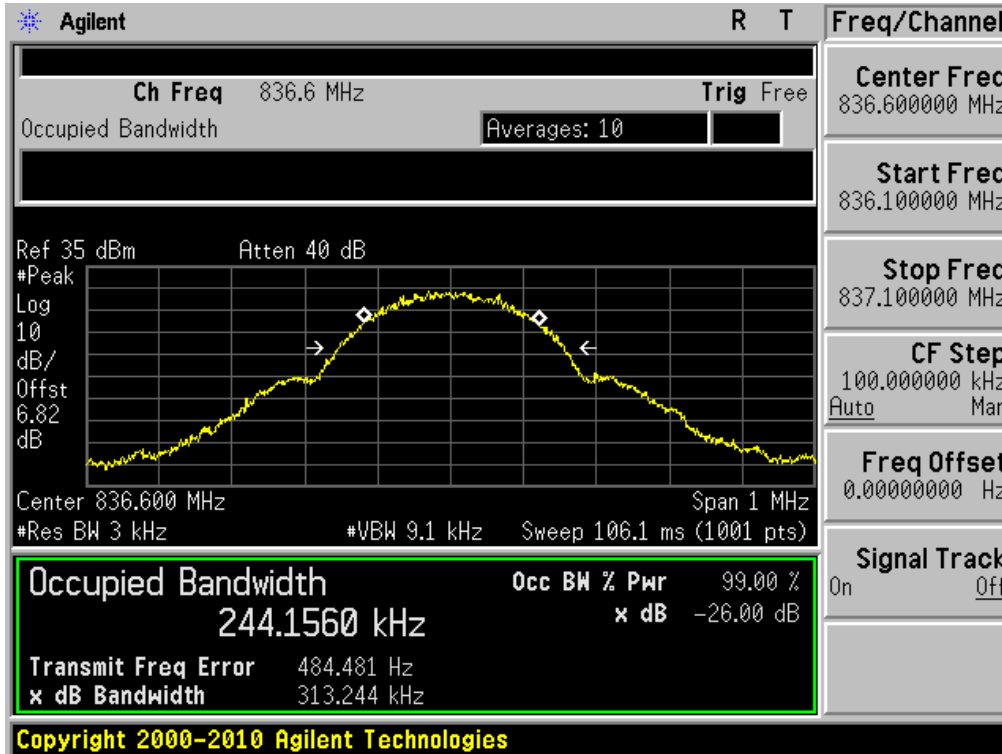 Agilent R T Freq/Channel
Ch Freq 836.6 MHz Trig Free
Occupied Bandwidth Averages: 10
Center Freq
836.600000 MHz
Start Freq
836.100000 MHz
Stop Freq
837.100000 MHz
CF Step
100.000000 kHz
Auto Man
Freq Offset
0.00000000 Hz
Signal Track
On Off
Ref 35 dBm Atten 40 dB
#Peak
Log
10
dB/
Offst
6.82
dB
Center 836.600 MHz Span 1 MHz
#Res BW 3 kHz #VBW 9.1 kHz Sweep 106.1 ms (1001 pts)
Occupied Bandwidth Occ BW % Pwr 99.00 %
244.1560 kHz x dB -26.00 dB
Transmit Freq Error 484.481 Hz
x dB Bandwidth 313.244 kHz
Copyright 2000-2010 Agilent Technologies